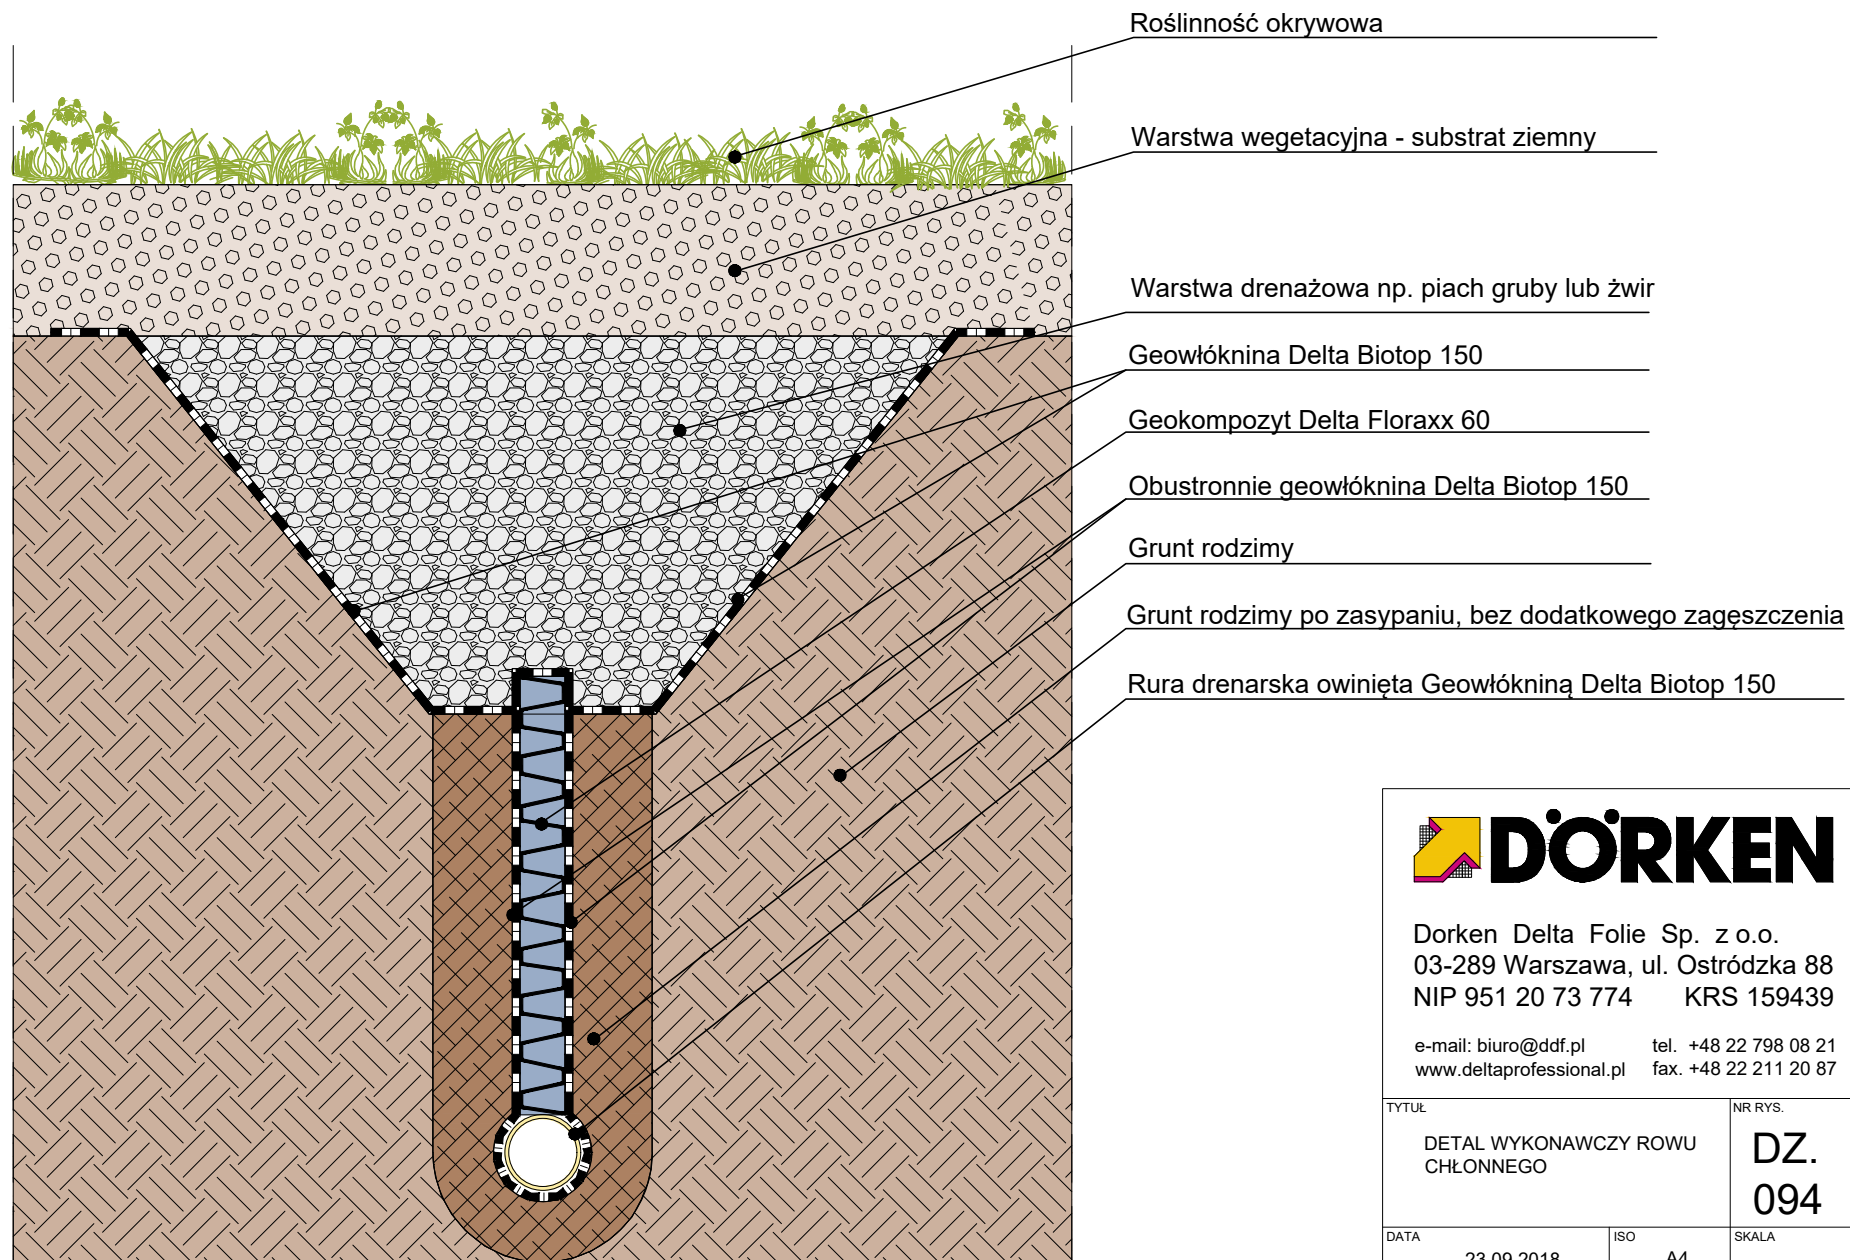 Roślinność okrywowa
Warstwa wegetacyjna - substrat ziemny
Warstwa drenażowa np. piach gruby lub żwir
Geowłóknina Delta Biotop 150
Geokompozyt Delta Floraxx 60
Obustronnie geowłóknina Delta Biotop 150
Grunt rodzimy
Grunt rodzimy po zasypaniu, bez dodatkowego zagęszczenia
Rura drenarska owinięta Geowłókniną Delta Biotop 150
DÖRKEN
Dorken Delta Folie Sp. z o.o.
03-289 Warszawa, ul. Ostródzka 88
NIP 951 20 73 774 KRS 159439
e-mail: biuro@ddf.pl tel. +48 22 798 08 21
www.deltaprofessional.pl fax. +48 22 211 20 87
TYTUŁ NR RYS.
DETAL WYKONAWCZY ROWU
CHŁONNEGO
DZ.
094
DATA ISO SKALA
23.09.2018 A4